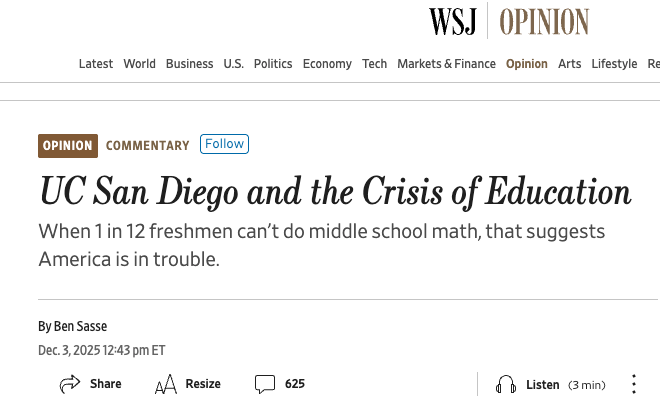 WSJ OPINION
Latest World Business U.S. Politics Economy Tech Markets & Finance Opinion Arts Lifestyle Re
OPINION COMMENTARY Follow
UC San Diego and the Crisis of Education
When 1 in 12 freshmen can't do middle school math, that suggests
America is in trouble.
By Ben Sasse
Dec. 3, 2025 12:43 pm ET
Share AA Resize 625 Listen (3 min)